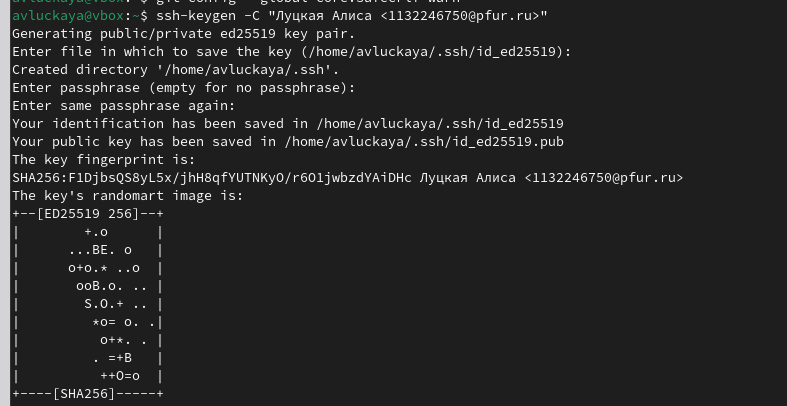 avluckaya@vbox:~$ git config --global core.safecrlf warn
avluckaya@vbox:~$ ssh-keygen -C "Луцкая Алиса <1132246750@pfur.ru>"
Generating public/private ed25519 key pair.
Enter file in which to save the key (/home/avluckaya/.ssh/id_ed25519):
Created directory '/home/avluckaya/.ssh'.
Enter passphrase (empty for no passphrase):
Enter same passphrase again:
Your identification has been saved in /home/avluckaya/.ssh/id_ed25519
Your public key has been saved in /home/avluckaya/.ssh/id_ed25519.pub
The key fingerprint is:
SHA256:F1DjbsQS8yL5x/jhH8qfYUTNKyO/r6O1jwbzdYAiDHc Луцкая Алиса <1132246750@pfur.ru>
The key's randomart image is:
+--[ED25519 256]--+
|        +.o      |
|      ...BE. o   |
|      o+o.* ..o  |
|       ooB.o. .. |
|        S.O.+ .. |
|         *o= o. .|
|          o+*. . |
|         . =+B   |
|          ++O=o  |
+----[SHA256]-----+